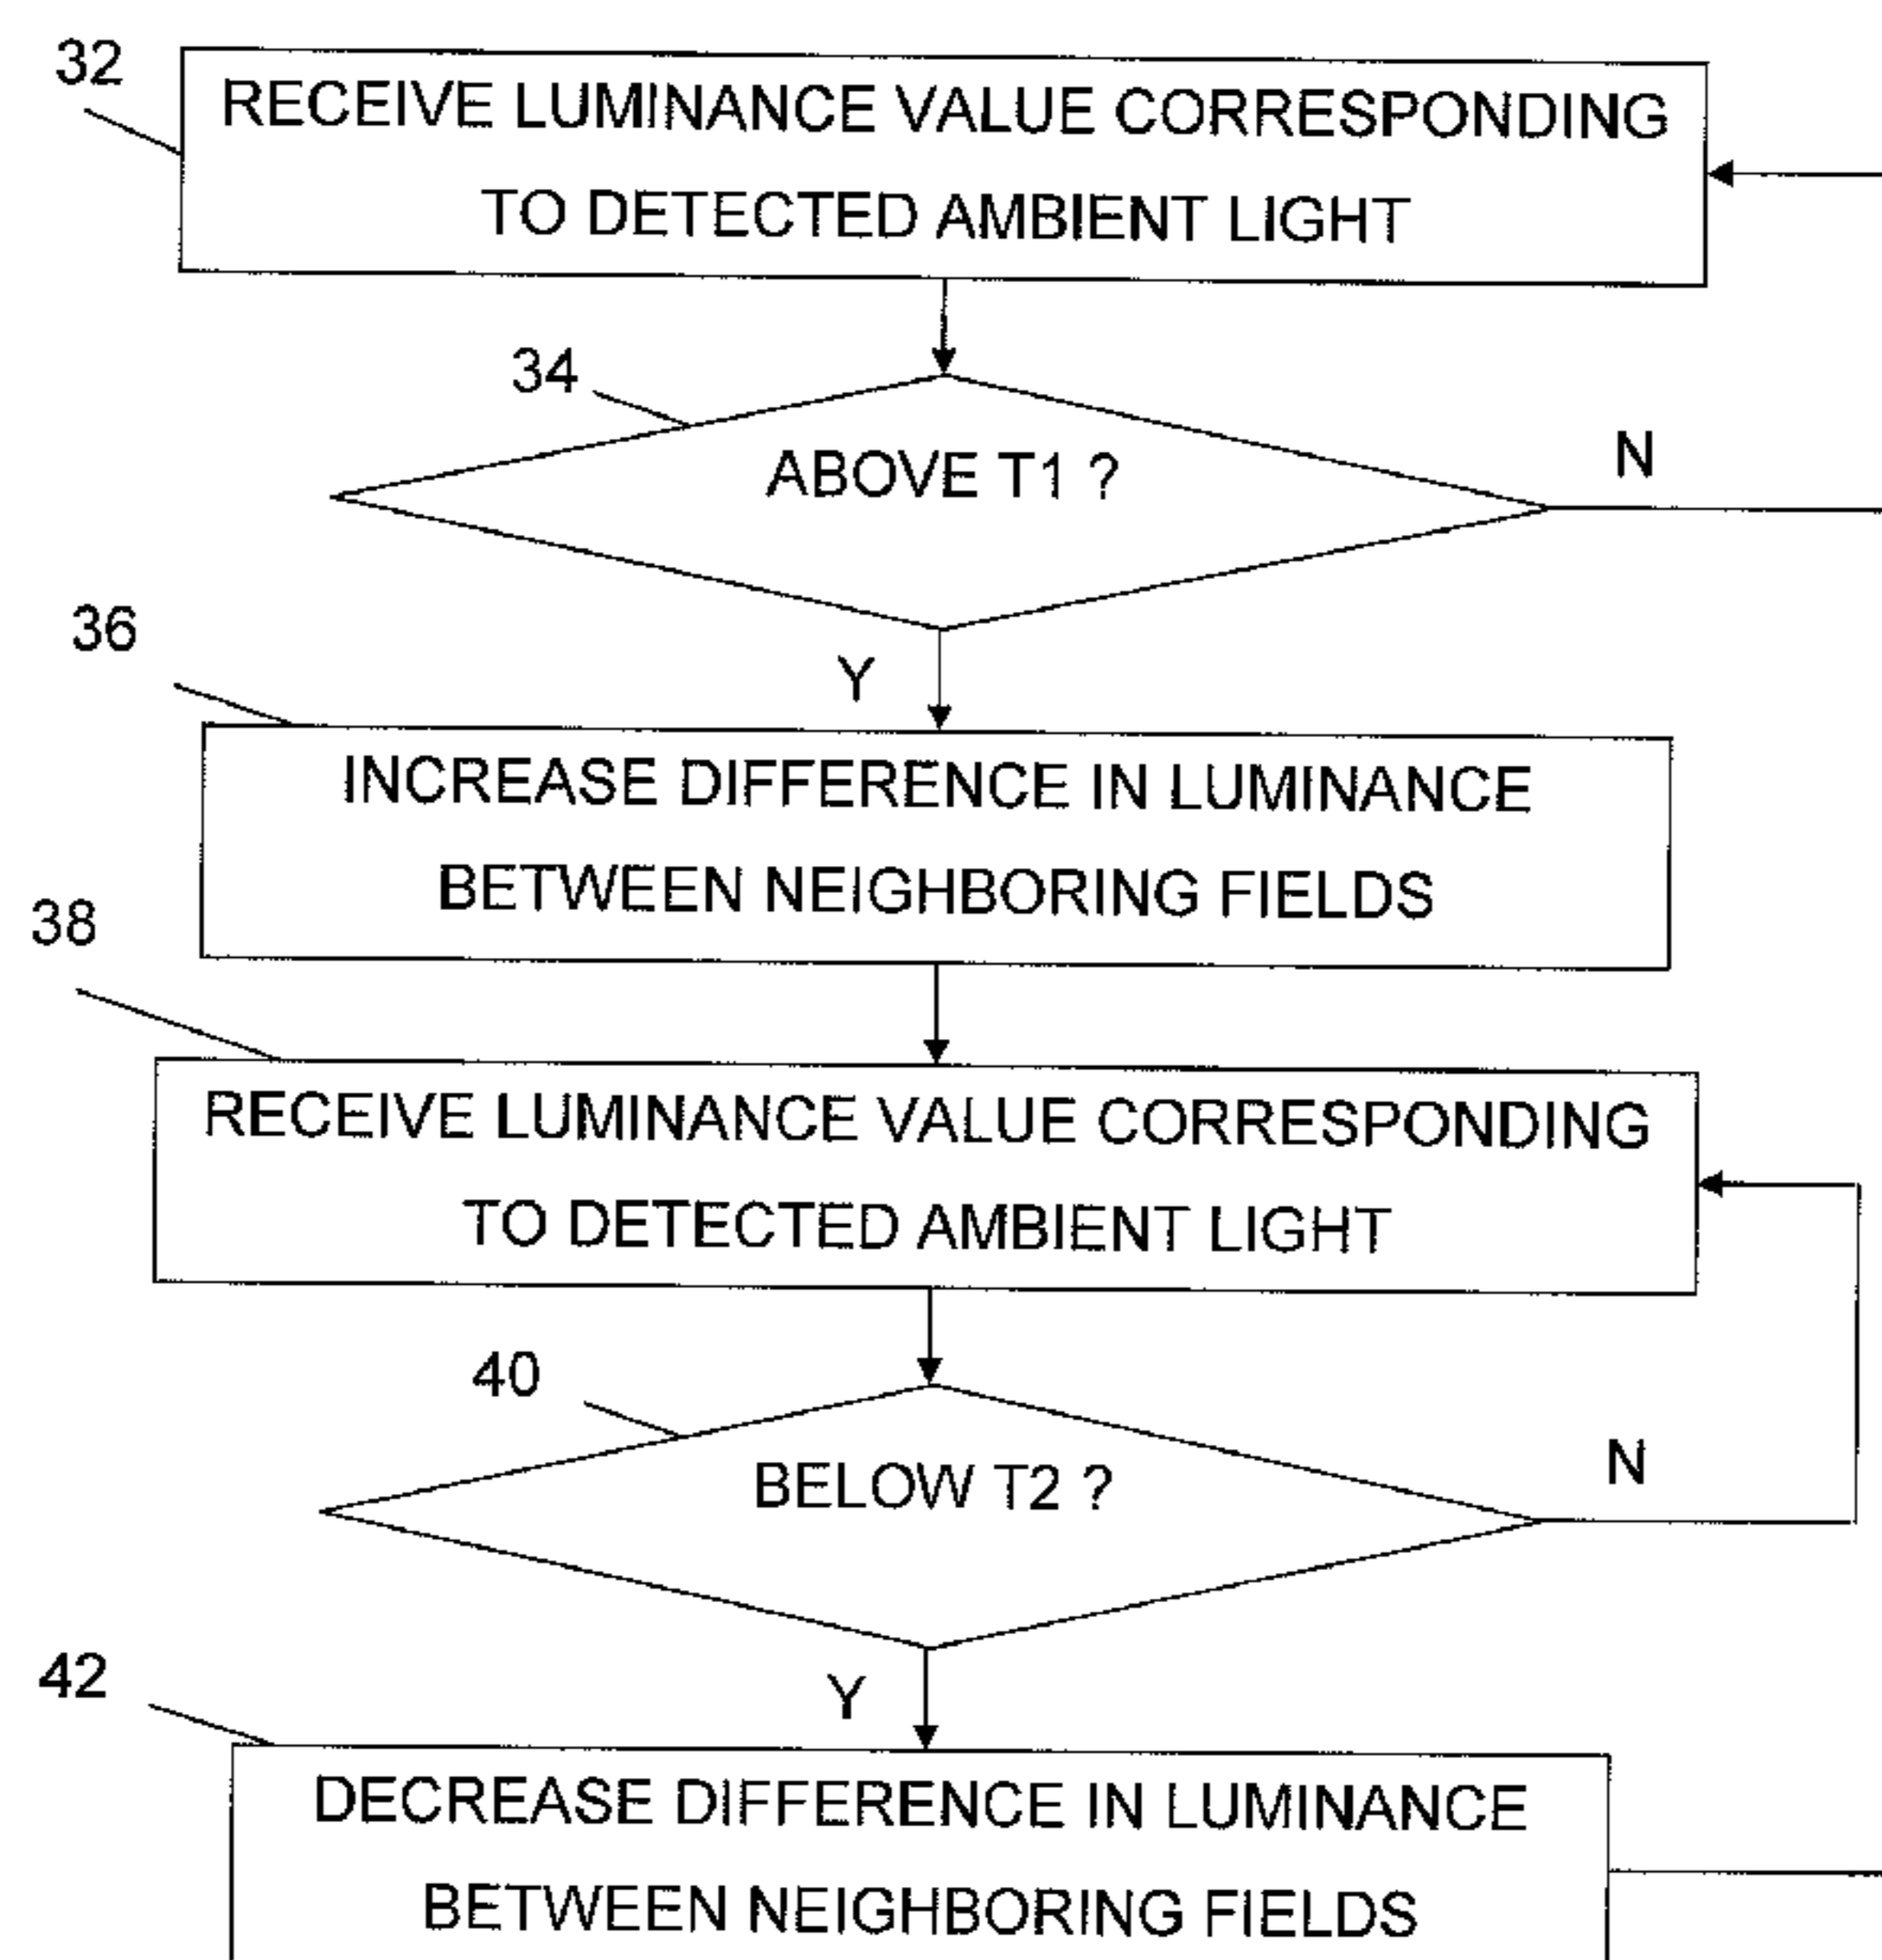 32
RECEIVE LUMINANCE VALUE CORRESPONDING
TO DETECTED AMBIENT LIGHT
34
ABOVE T1 ?
N
36
Y
INCREASE DIFFERENCE IN LUMINANCE
BETWEEN NEIGHBORING FIELDS
38
RECEIVE LUMINANCE VALUE CORRESPONDING
TO DETECTED AMBIENT LIGHT
40
BELOW T2 ?
N
42
Y
DECREASE DIFFERENCE IN LUMINANCE
BETWEEN NEIGHBORING FIELDS